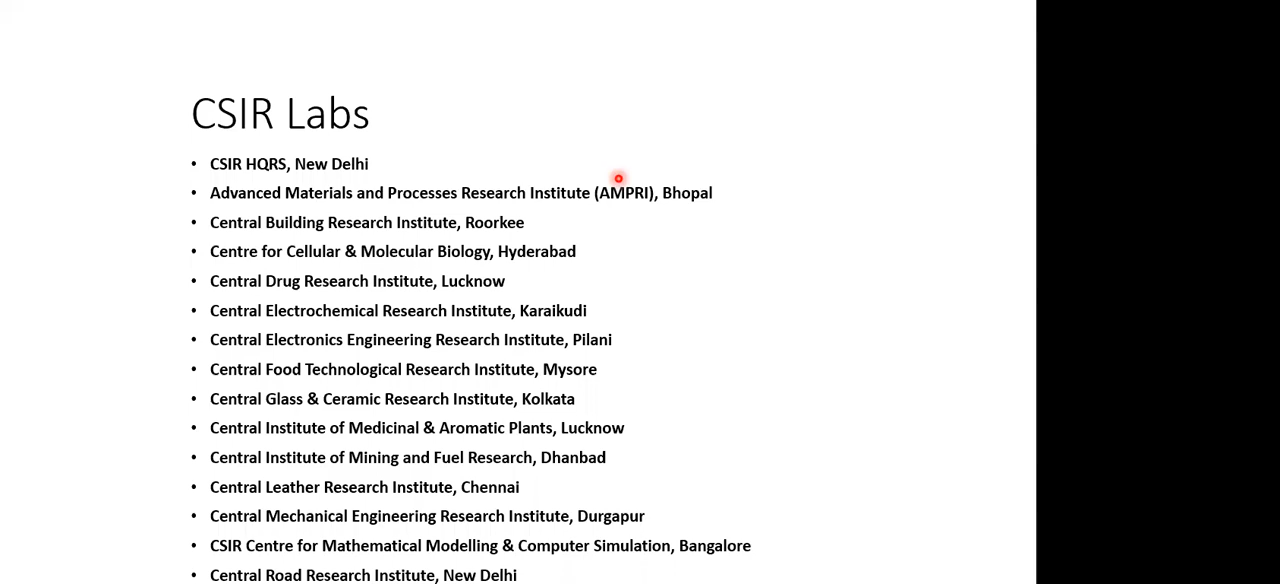 CSIR Labs
• CSIR HQRS, New Delhi
• Advanced Materials and Processes Research Institute (AMPRI), Bhopal
• Central Building Research Institute, Roorkee
• Centre for Cellular & Molecular Biology, Hyderabad
• Central Drug Research Institute, Lucknow
• Central Electrochemical Research Institute, Karaikudi
• Central Electronics Engineering Research Institute, Pilani
• Central Food Technological Research Institute, Mysore
• Central Glass & Ceramic Research Institute, Kolkata
• Central Institute of Medicinal & Aromatic Plants, Lucknow
• Central Institute of Mining and Fuel Research, Dhanbad
• Central Leather Research Institute, Chennai
• Central Mechanical Engineering Research Institute, Durgapur
• CSIR Centre for Mathematical Modelling & Computer Simulation, Bangalore
• Central Road Research Institute, New Delhi